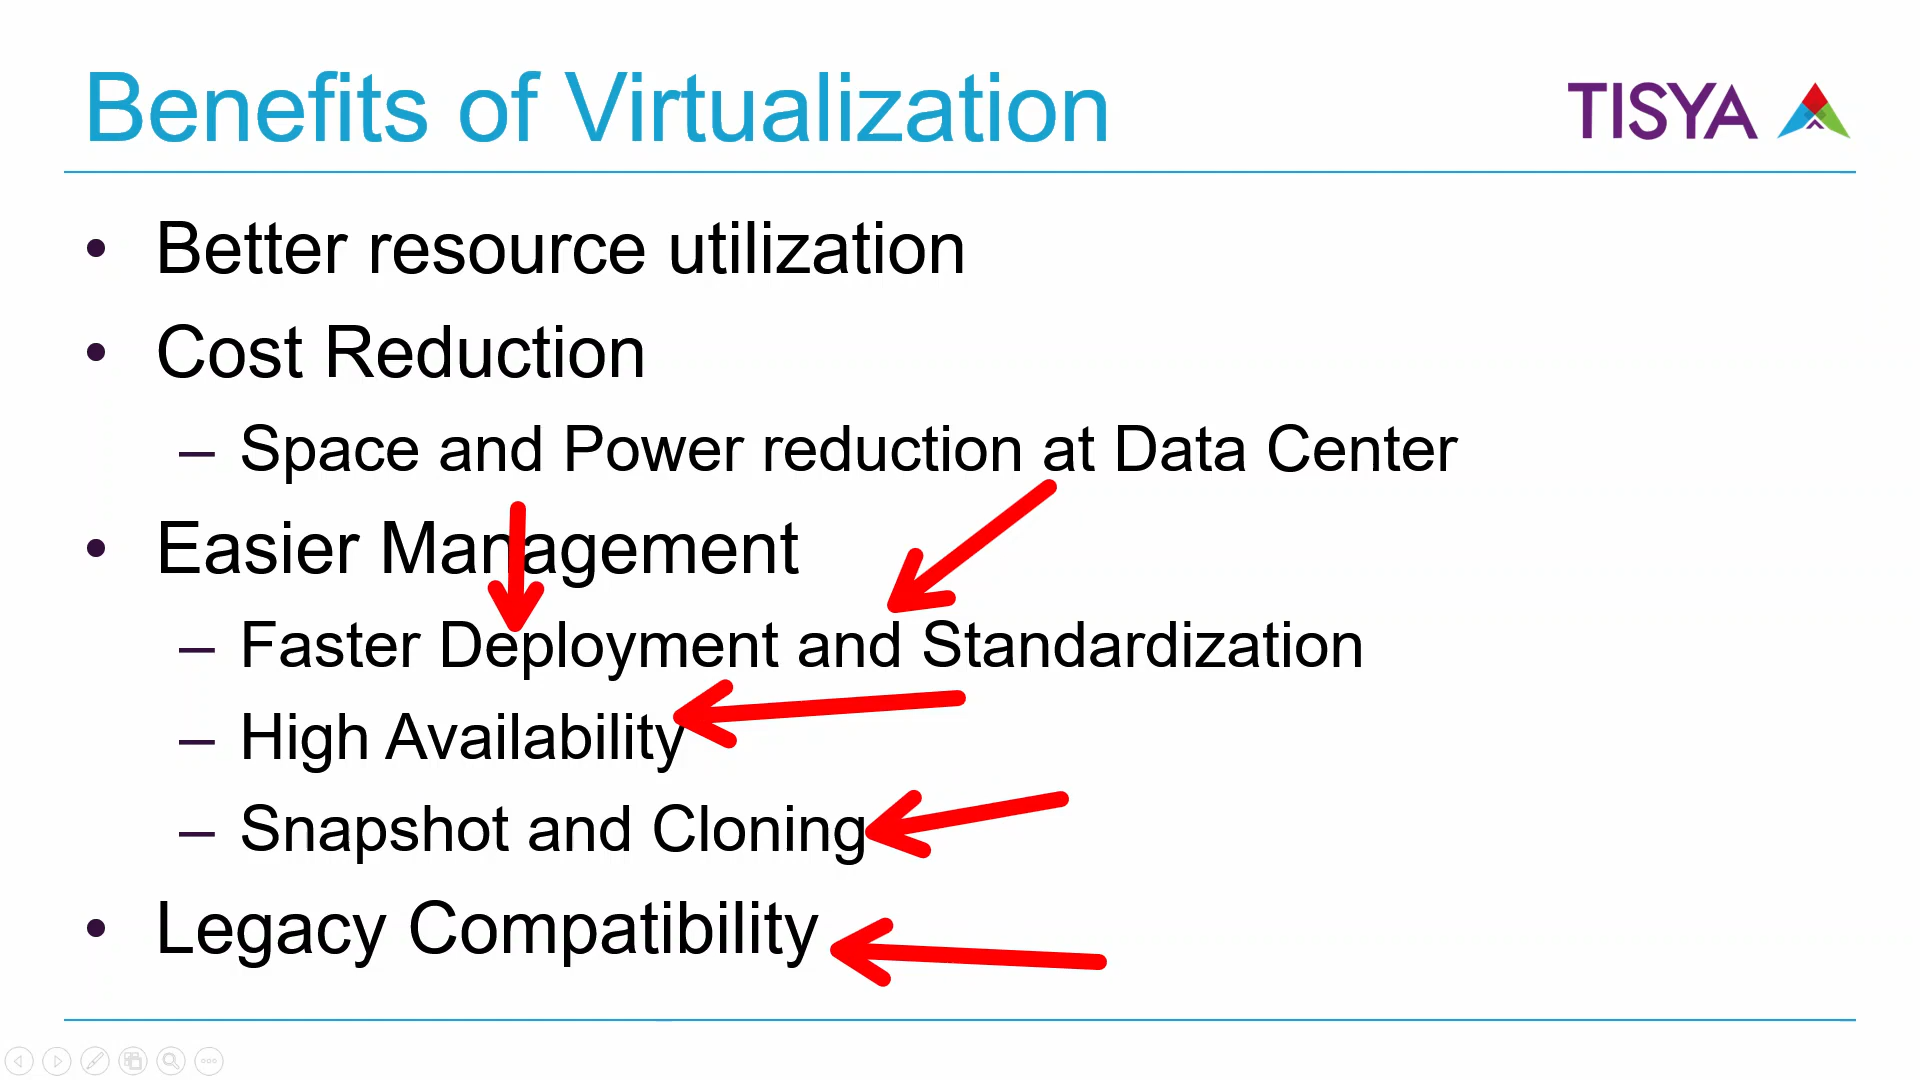 Benefits of Virtualization
TISYA
• Better resource utilization
• Cost Reduction
– Space and Power reduction at Data Center
• Easier Management
– Faster Deployment and Standardization
– High Availability
– Snapshot and Cloning
• Legacy Compatibility